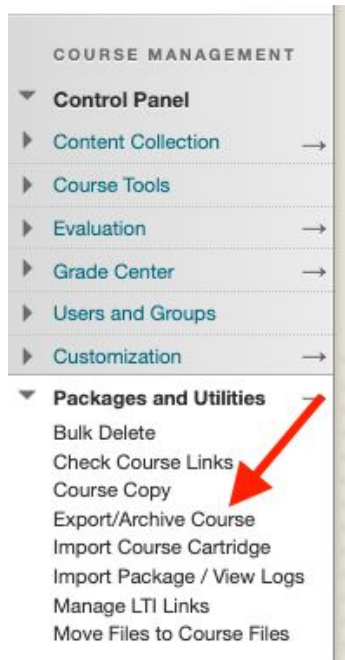 COURSE MANAGEMENT
Control Panel
Content Collection →
Course Tools
Evaluation →
Grade Center →
Users and Groups
Customization →
Packages and Utilities →
Bulk Delete
Check Course Links
Course Copy
Export/Archive Course
Import Course Cartridge
Import Package / View Logs
Manage LTI Links
Move Files to Course Files